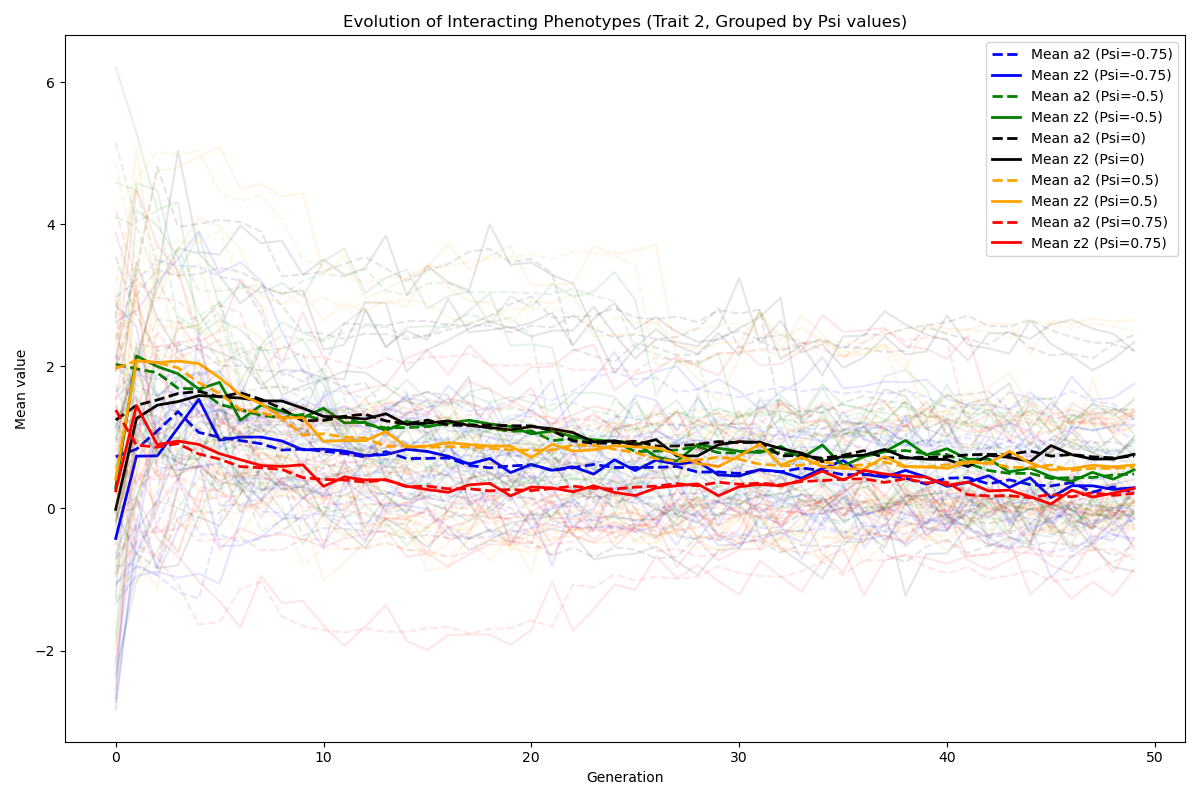 Evolution of Interacting Phenotypes (Trait 2, Grouped by Psi values)
Mean a2 (Psi=-0.75)
Mean z2 (Psi=-0.75)
Mean a2 (Psi=-0.5)
Mean z2 (Psi=-0.5)
Mean a2 (Psi=0)
Mean z2 (Psi=0)
Mean a2 (Psi=0.5)
Mean z2 (Psi=0.5)
Mean a2 (Psi=0.75)
Mean z2 (Psi=0.75)
Mean value
6
4
2
0
−2
0 10 20 30 40 50
Generation